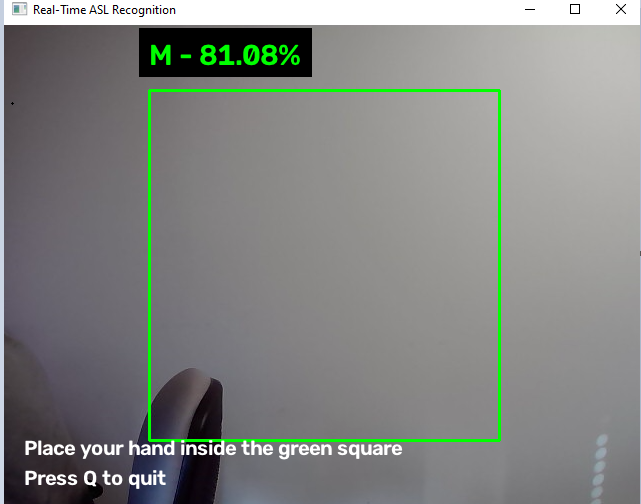 Real-Time ASL Recognition
M - 81.08%
Place your hand inside the green square
Press Q to quit